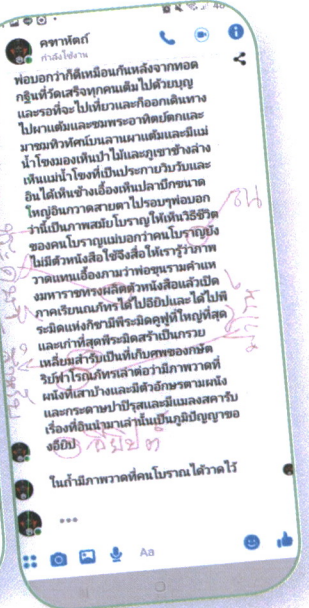 คฑาหัตถ์
กำลังใช้งาน
พ่อบอกว่าก็ดีเหมือนกันหลังจากทอด
กฐินที่วัดเสร็จทุกคนเต็มไปด้วยบุญ
และรอที่จะไปเที่ยวและก็ออกเดินทาง
ไปผาแต้มและชมพระอาทิตย์ตกและ
มาชมทิวทัศน์บนลานผาแต้มและมีแม่
น้ำโขงมองเห็นป่าไม้และภูเขาข้างล่าง
เห็นแม่น้ำโขงที่เป็นประกายวิบวับและ
อินได้เห็นช้างเอื้องเห็นปลาบึกขนาด
ใหญ่อินกวาดสายตาไปรอบๆพ่อบอก
ว่านี้เป็นภาพสมัยโบราญให้เห็นวิธีชีวิต
ของคนโบราญแม่บอกว่าคนโบราญยัง
ไม่มีตัวหนังสือใช้จึงสื่อให้เรารู้ว่าภาพ
วาดแทนเอื้องถามว่าพ่อขุนรามคำแห
งมหาราชทรงผลิตตัวหนังสือแล้วเปิด
ภาคเรียนณภัทรได้ไปอียิปและได้ไปพี
ระมิดแห่งกิซามีพีระมิดคูฟูที่ใหญ่ที่สุด
และเก่าที่สุดพีระมิดสร้าเป็นกรวย
เหลี่ยมสำรับเป็นที่เก็บศพของกษัต
ริย์ฟาโรณภัทรเล่าต่อว่ามีภาพวาดที่
ผนังที่เสาบ้างและมีตัวอักษรตามผนัง
และกระดาษปาปิรุสและมีแมลงสคารับ
เรื่องที่อินนำมาเล่านั้นเป็นภูมิปัญญาขอ
งอียิป
อียิปต์
ในถ้ำมีภาพวาดที่คนโบราณได้วาดไว้
Aa